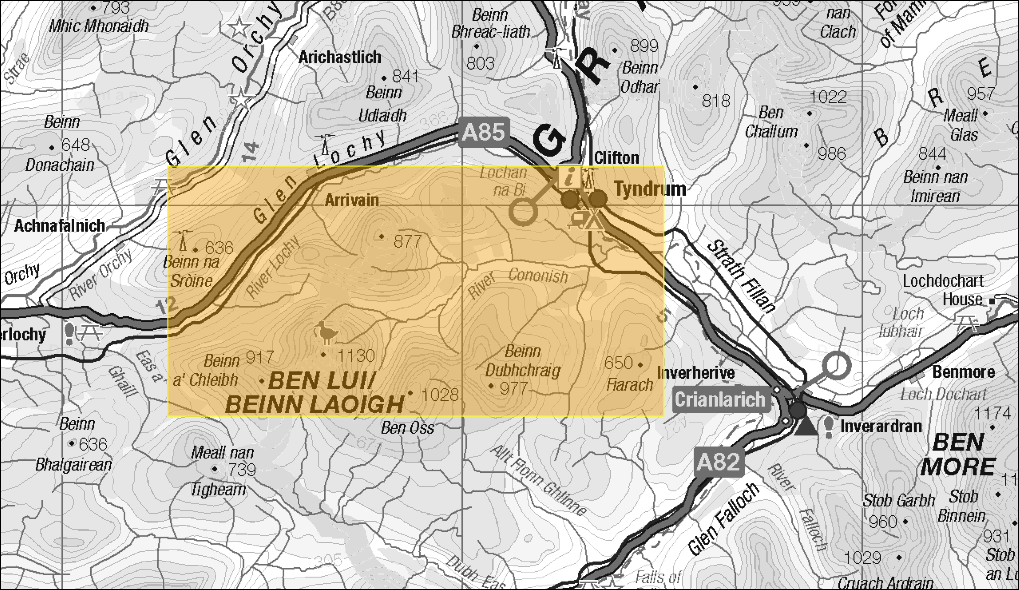 793
Mhic Mhonaidh
Strae
Orchy
Arichastlich
841
Beinn
Udlaidh
Beinn
Bhreac-liath
803
899
Beinn
Odhar
R
G
818
nan
Clach
of Mam
E
R
B
Ben
Challum
1022
986
957
Meall
Glas
844
Beinn nan
Imirean
Beinn
648
Donachain
Glen
14
Glen Lochy
A85
Clifton
Lochan
na Bi
i
Tyndrum
Arrivain
877
Achnafalnich
River Orchy
Orchy
636
Beinn na
Sròine
River Lochy
River Cononish
Strath Fillan
Lochdochart
House
Loch
Iubhair
12
erlochy
Eas a'
Ghaill
Beinn 917
a' Chleibh
1130
BEN LUI/
BEINN LAOIGH
1028
Ben Oss
Beinn
Dubhchraig
977
650
Fiarach
Inverherive
Crianlarich
Benmore
Loch Dochart
1174
Inverardran
BEN
MORE
Beinn
636
Bhalgairean
Meall nan
739
Tigheam
671
Allt Fionn Ghlinne
A82
Glen Falloch
River
Falloch
Stob Garbh
960
Stob
Binnein
11
931
Stob
an Lo
1029
Cruach Ardrain
Dubh Eas
Falls of